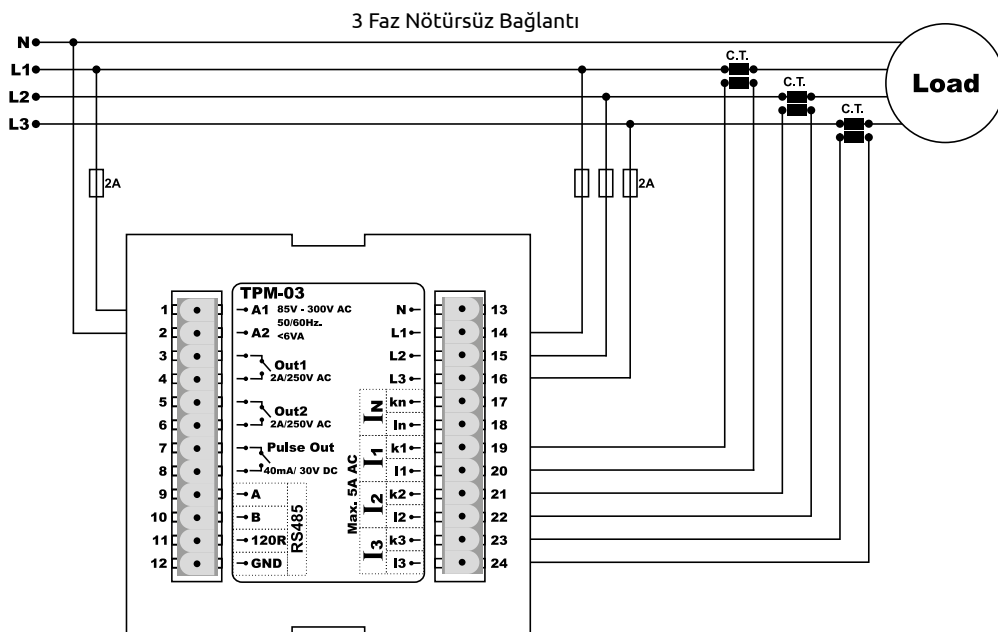 3 Faz Nötürsüz Bağlantı
N
L1
L2
L3
C.T.
C.T.
C.T.
Load
2A
2A
TPM-03
1
A1
85V - 300V AC
50/60Hz.
<6VA
2
A2
3
Out1
2A/250V AC
4
5
Out2
2A/250V AC
6
7
Pulse Out
40mA/ 30V DC
8
9
A
10
B
11
120R
12
GND
RS485
Max. 5A AC
N
13
L1
14
L2
15
L3
16
IN
kn
17
In
18
I1
k1
19
I1
20
I2
k2
21
I2
22
I3
k3
23
I3
24